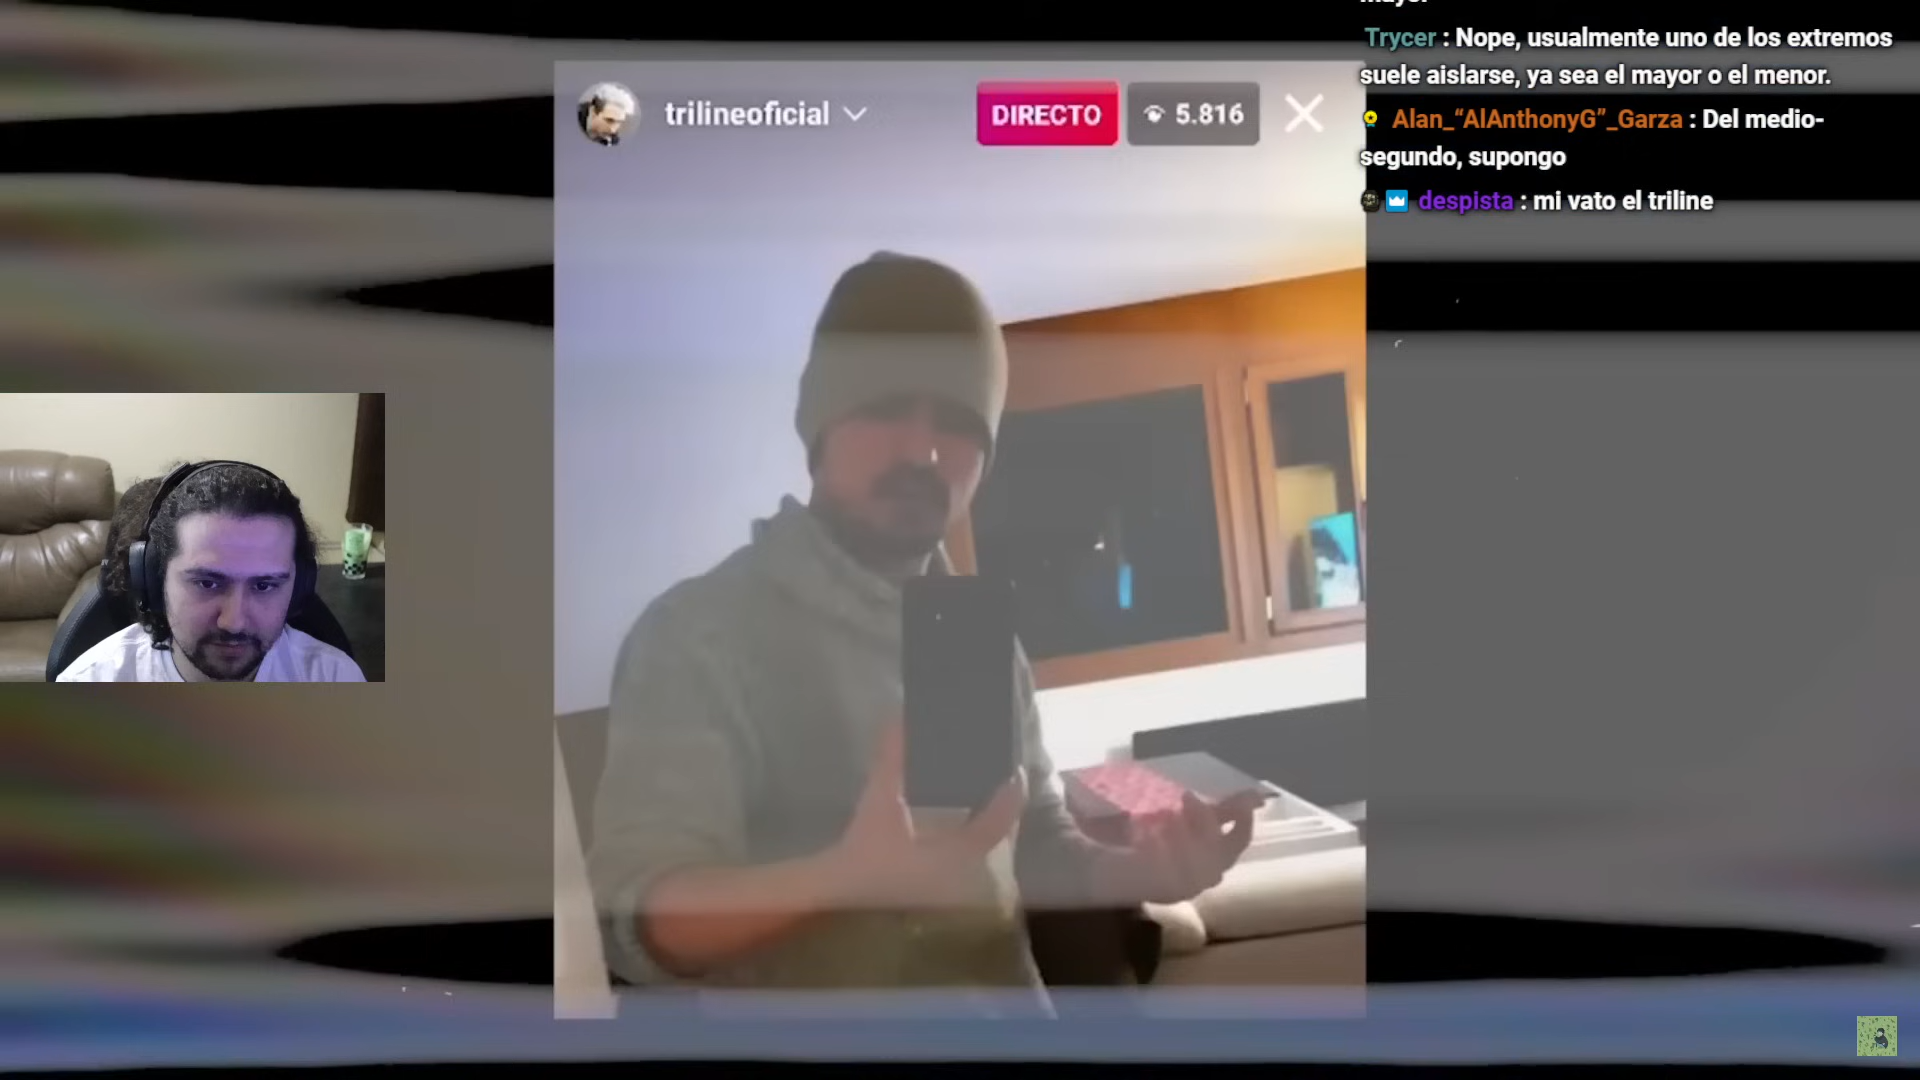 trilineoficial
DIRECTO
5.816
Trycer : Nope, usualmente uno de los extremos
suele aislarse, ya sea el mayor o el menor.
Alan_“AlAnthonyG”_Garza : Del medio-
segundo, supongo
despista : mi vato el triline